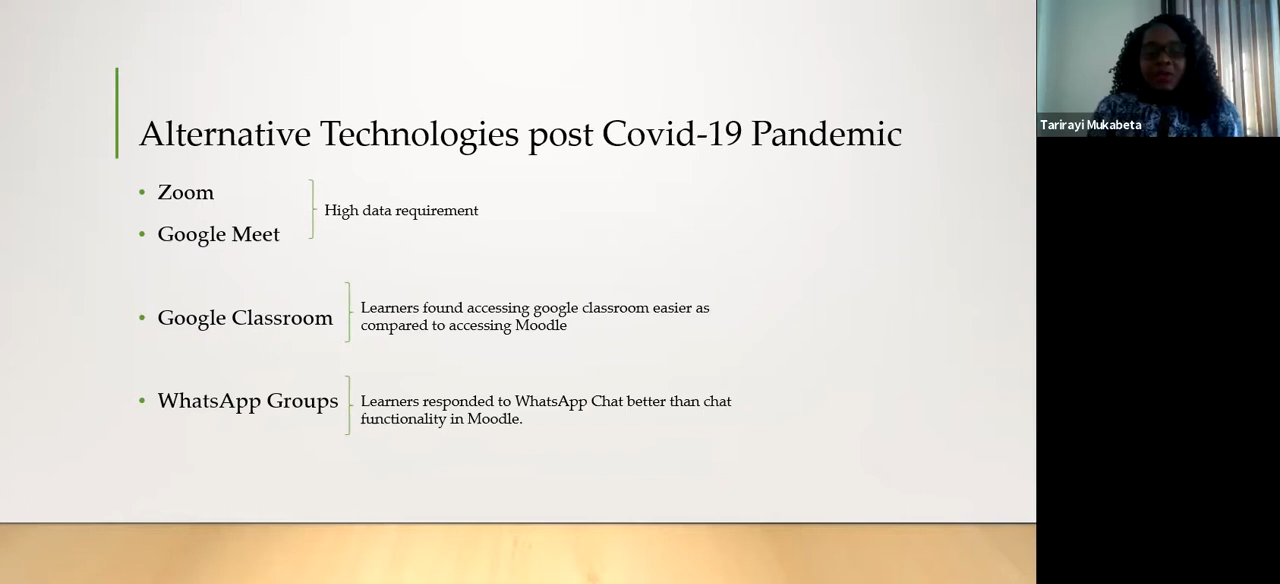 Alternative Technologies post Covid-19 Pandemic
• Zoom
• Google Meet
High data requirement
• Google Classroom
Learners found accessing google classroom easier as
compared to accessing Moodle
• WhatsApp Groups
Learners responded to WhatsApp Chat better than chat
functionality in Moodle.
Tarirayi Mukabeta